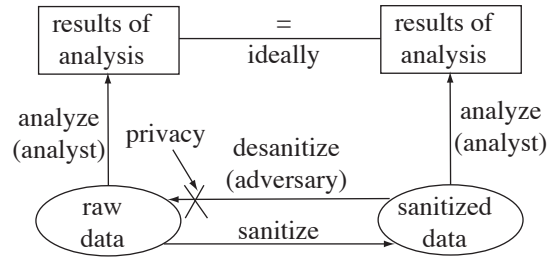 results of
analysis
=
ideally
results of
analysis
analyze
(analyst)
privacy
desanitize
(adversary)
analyze
(analyst)
raw
data
sanitize
sanitized
data